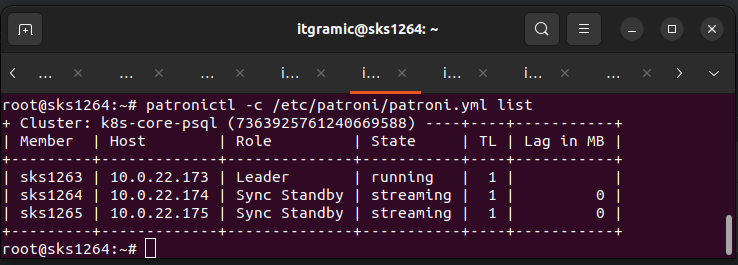 itgramic@sks1264: ~
... ... ... i... i... i... i... ...
root@sks1264:~# patronictl -c /etc/patroni/patroni.yml list
+ Cluster: k8s-core-psql (7363925761240669588) ----+----+-----------+
| Member  | Host        | Role         | State     | TL | Lag in MB |
+---------+-------------+--------------+-----------+----+-----------+
| sks1263 | 10.0.22.173 | Leader       | running   |  1 |           |
| sks1264 | 10.0.22.174 | Sync Standby | streaming |  1 |         0 |
| sks1265 | 10.0.22.175 | Sync Standby | streaming |  1 |         0 |
+---------+-------------+--------------+-----------+----+-----------+
root@sks1264:~#